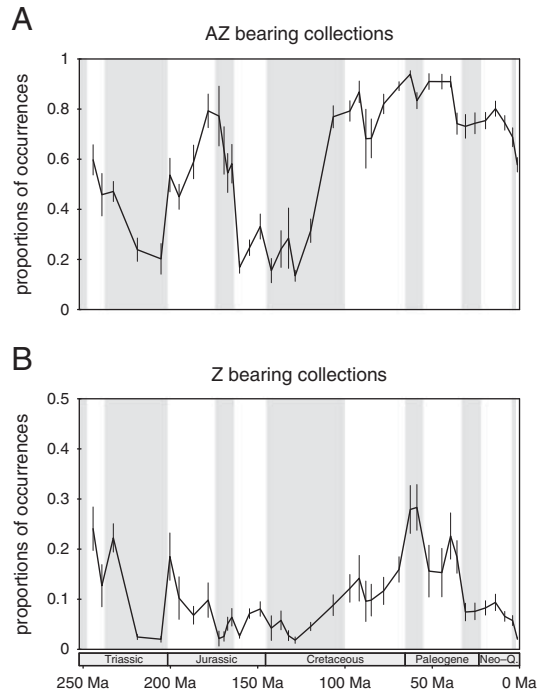 A
AZ bearing collections
proportions of occurrences
1
0.8
0.6
0.4
0.2
0
B
Z bearing collections
proportions of occurrences
0.5
0.4
0.3
0.2
0.1
0
Triassic Jurassic Cretaceous Paleogene Neo–Q.
250 Ma 200 Ma 150 Ma 100 Ma 50 Ma 0 Ma